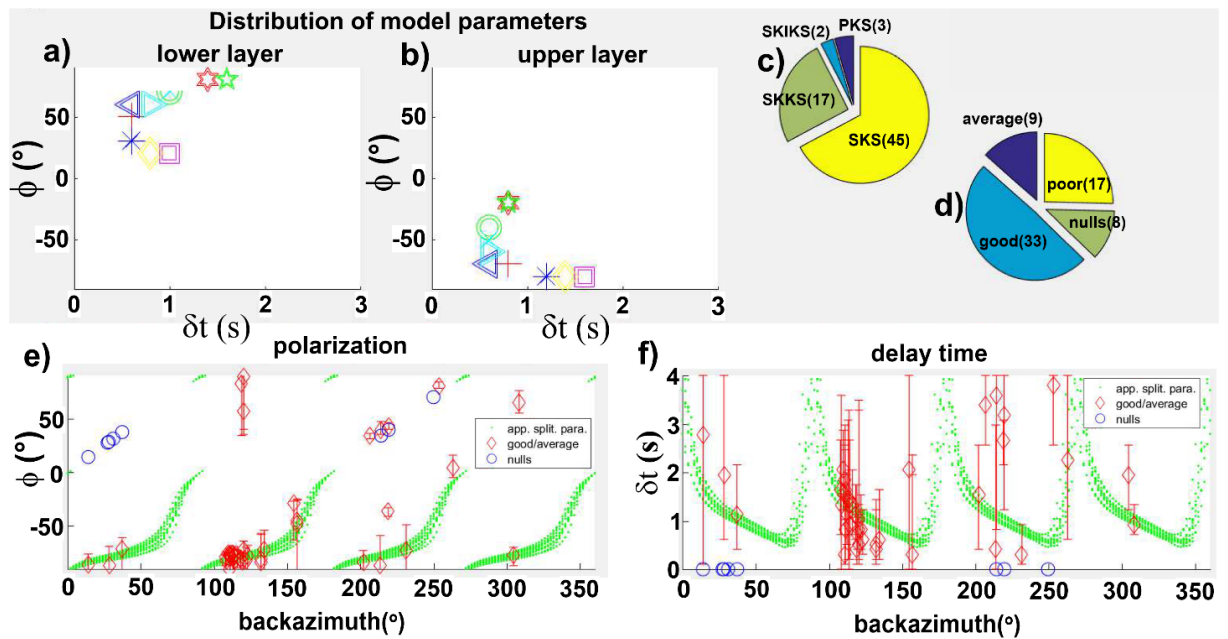 Distribution of model parameters
a) lower layer
ϕ (°)
50
0
-50
0 1 2 3
δt (s)
b) upper layer
ϕ (°)
50
0
-50
0 1 2 3
δt (s)
c)
SKIKS(2)
PKS(3)
SKKS(17)
SKS(45)
d)
average(9)
poor(17)
nulls(8)
good(33)
e) polarization
ϕ (°)
50
0
-50
app. split. para.
good/average
nulls
0 50 100 150 200 250 300 350
backazimuth(°)
f) delay time
δt (s)
4
3
2
1
0
app. split. para.
good/average
nulls
0 50 100 150 200 250 300 350
backazimuth(°)